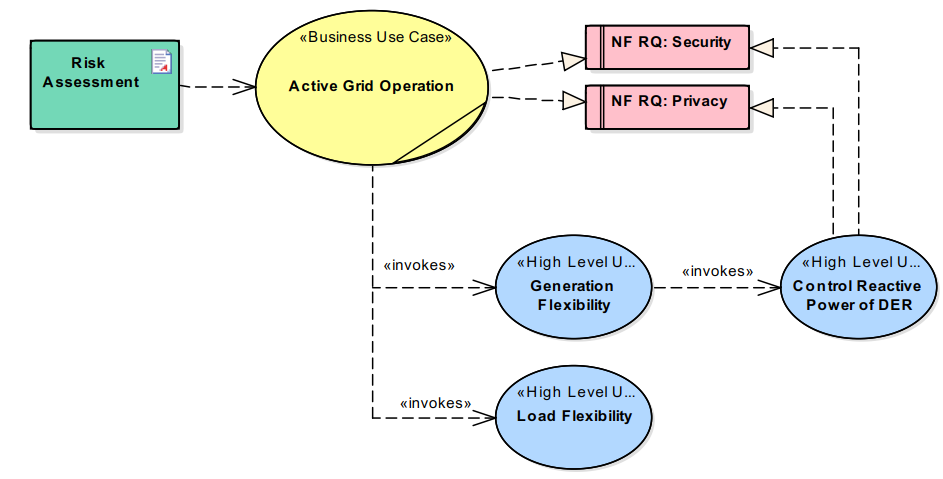 Risk
Assessment
«Business Use Case»
Active Grid Operation
NF RQ: Security
NF RQ: Privacy
«invokes»
«High Level U...
Generation
Flexibility
«invokes»
«High Level U...
Control Reactive
Power of DER
«invokes»
«High Level U...
Load Flexibility